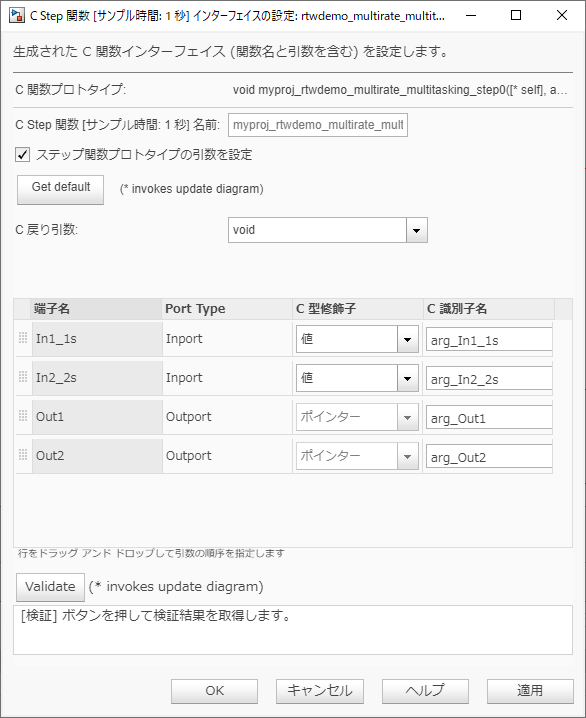 C Step 関数 [サンプル時間: 1 秒] インターフェイスの設定: rtwdemo_multirate_multit...
生成された C 関数インターフェイス (関数名と引数を含む) を設定します。
C 関数プロトタイプ: void myproj_rtwdemo_multirate_multitasking_step0([* self], a...
C Step 関数 [サンプル時間: 1 秒] 名前: myproj_rtwdemo_multirate_mult
ステップ関数プロトタイプの引数を設定
Get default (* invokes update diagram)
C 戻り引数: void
端子名 Port Type C 型修飾子 C 識別子名
In1_1s Inport 値 arg_In1_1s
In2_2s Inport 値 arg_In2_2s
Out1 Outport ポインター arg_Out1
Out2 Outport ポインター arg_Out2
行をドラッグ アンド ドロップして引数の順序を指定します
Validate (* invokes update diagram)
[検証] ボタンを押して検証結果を取得します。
OK キャンセル ヘルプ 適用